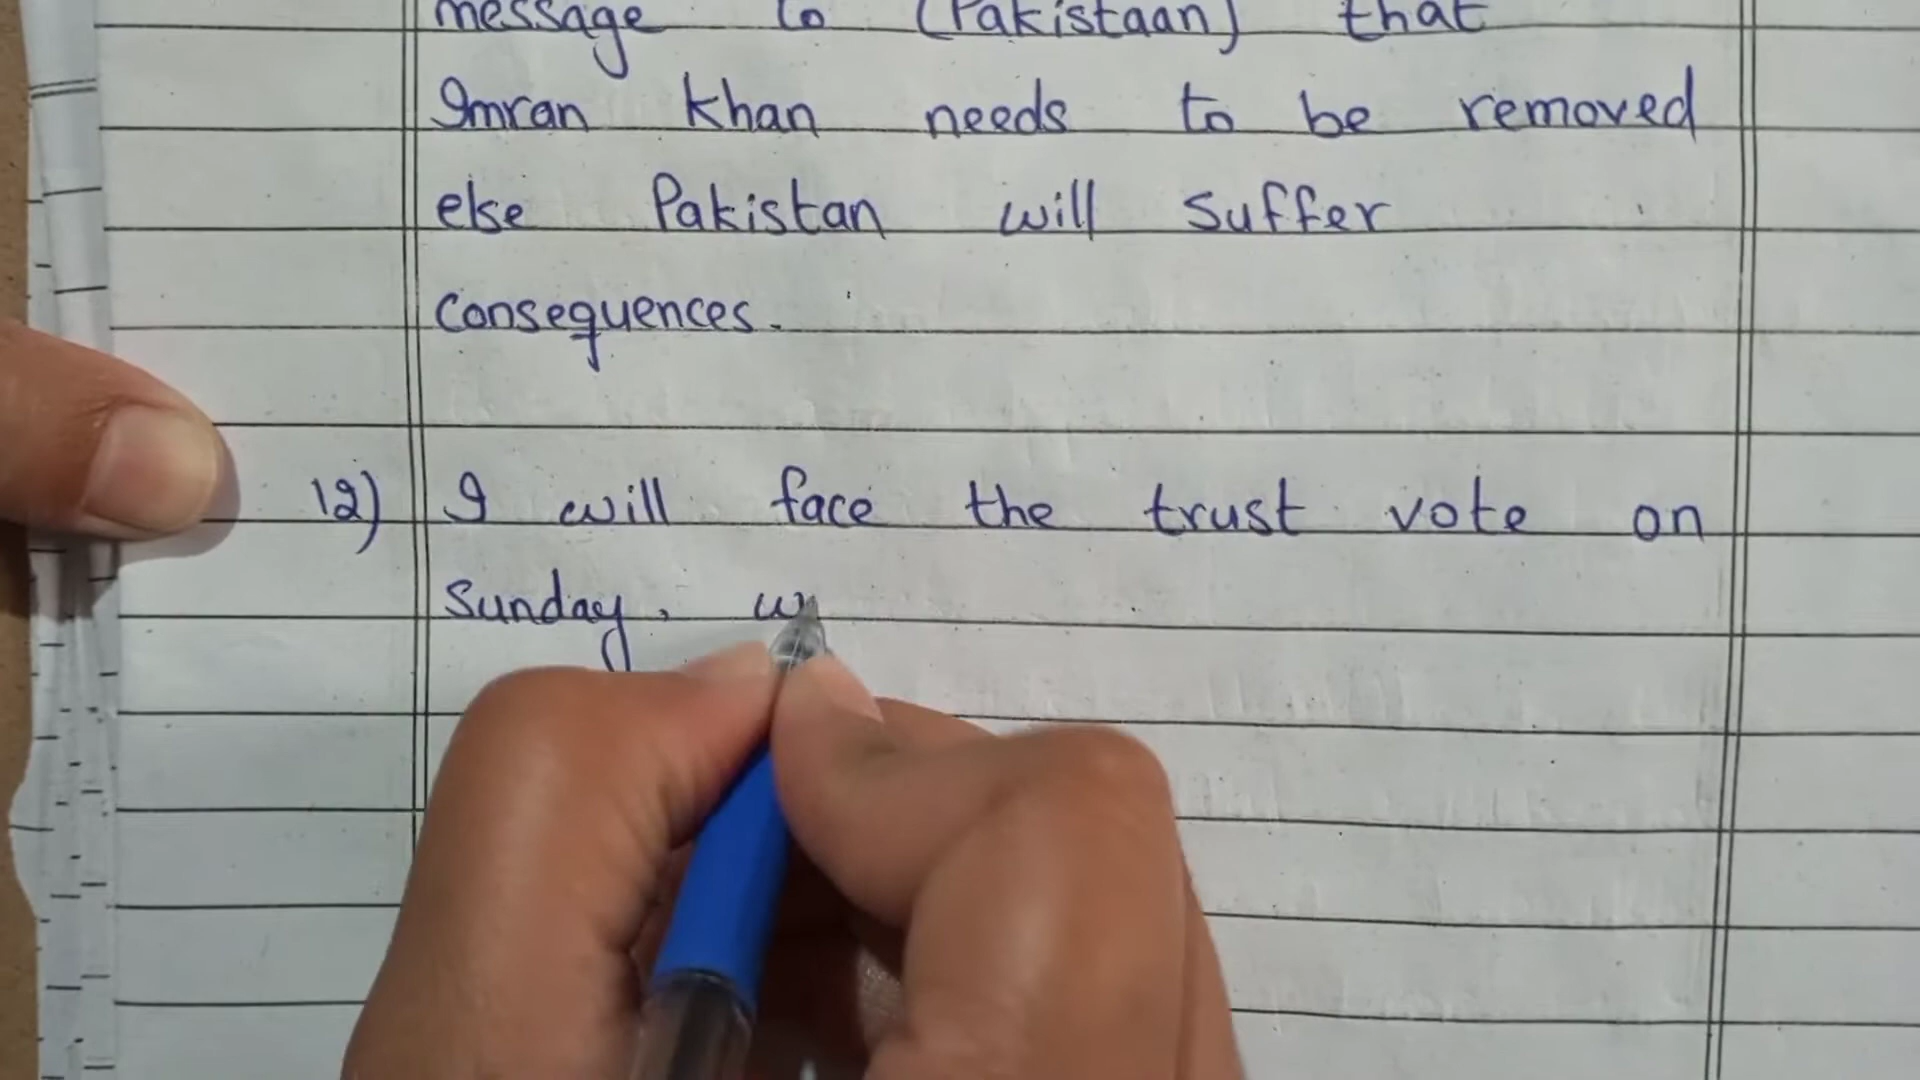 message to (Pakistaan) that
Imran Khan needs to be removed
else Pakistan will suffer
Consequences.
12) I will face the trust vote on
Sunday, w